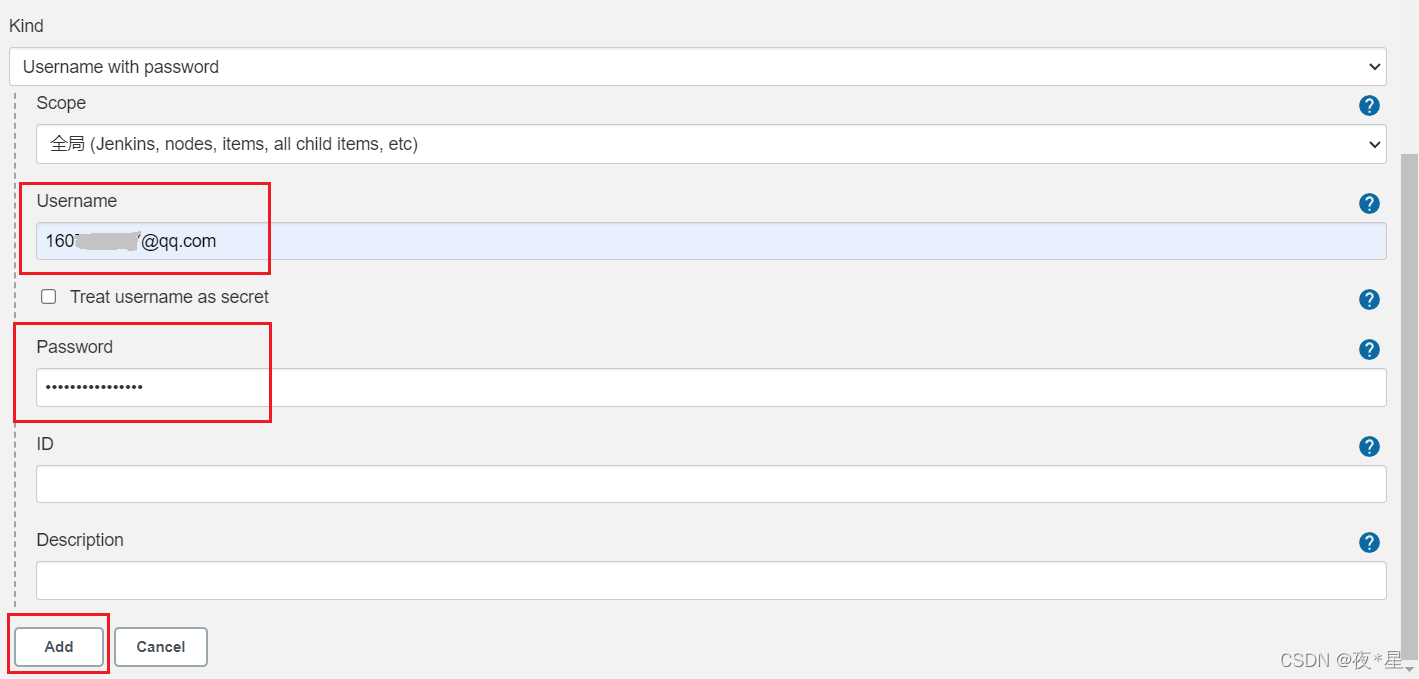 Kind
Username with password
Scope
全局 (Jenkins, nodes, items, all child items, etc)
Username
160 @qq.com
Treat username as secret
Password
••••••••••••••••
ID
Description
Add Cancel
CSDN @夜*星